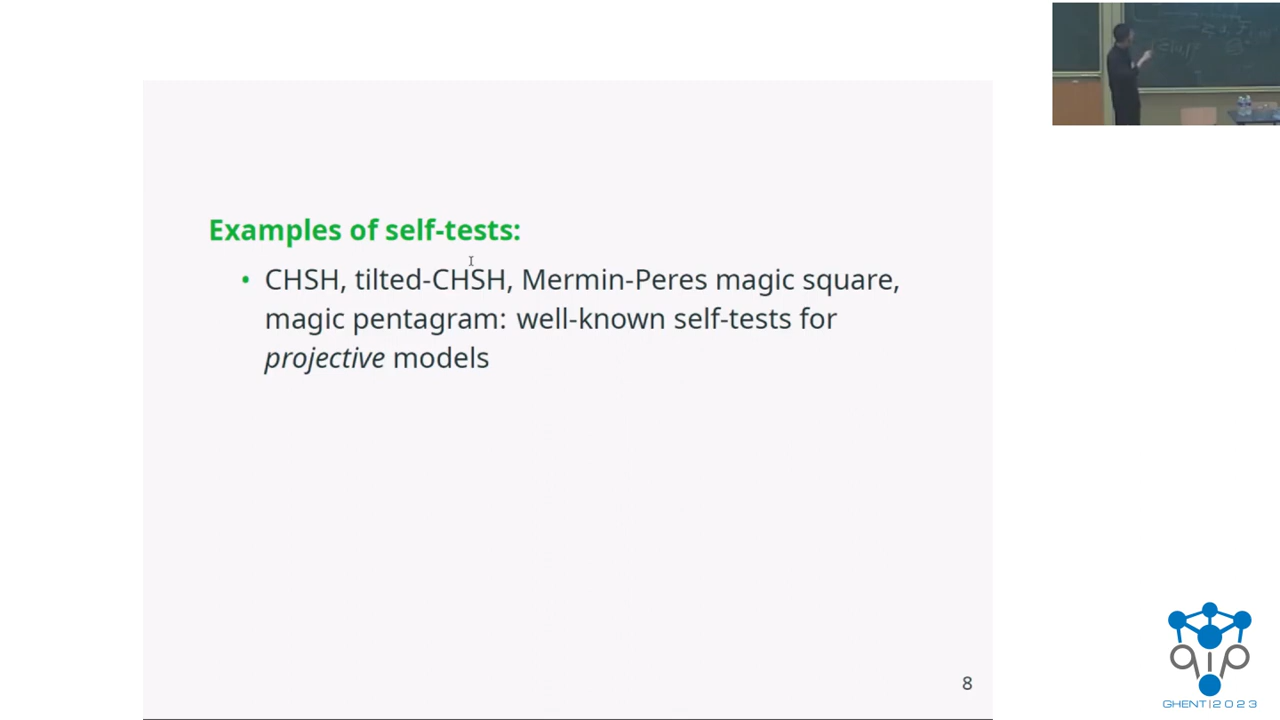 Examples of self-tests:
• CHSH, tilted-CHSH, Mermin-Peres magic square,
magic pentagram: well-known self-tests for
projective models
8
qip
GHENT|2023